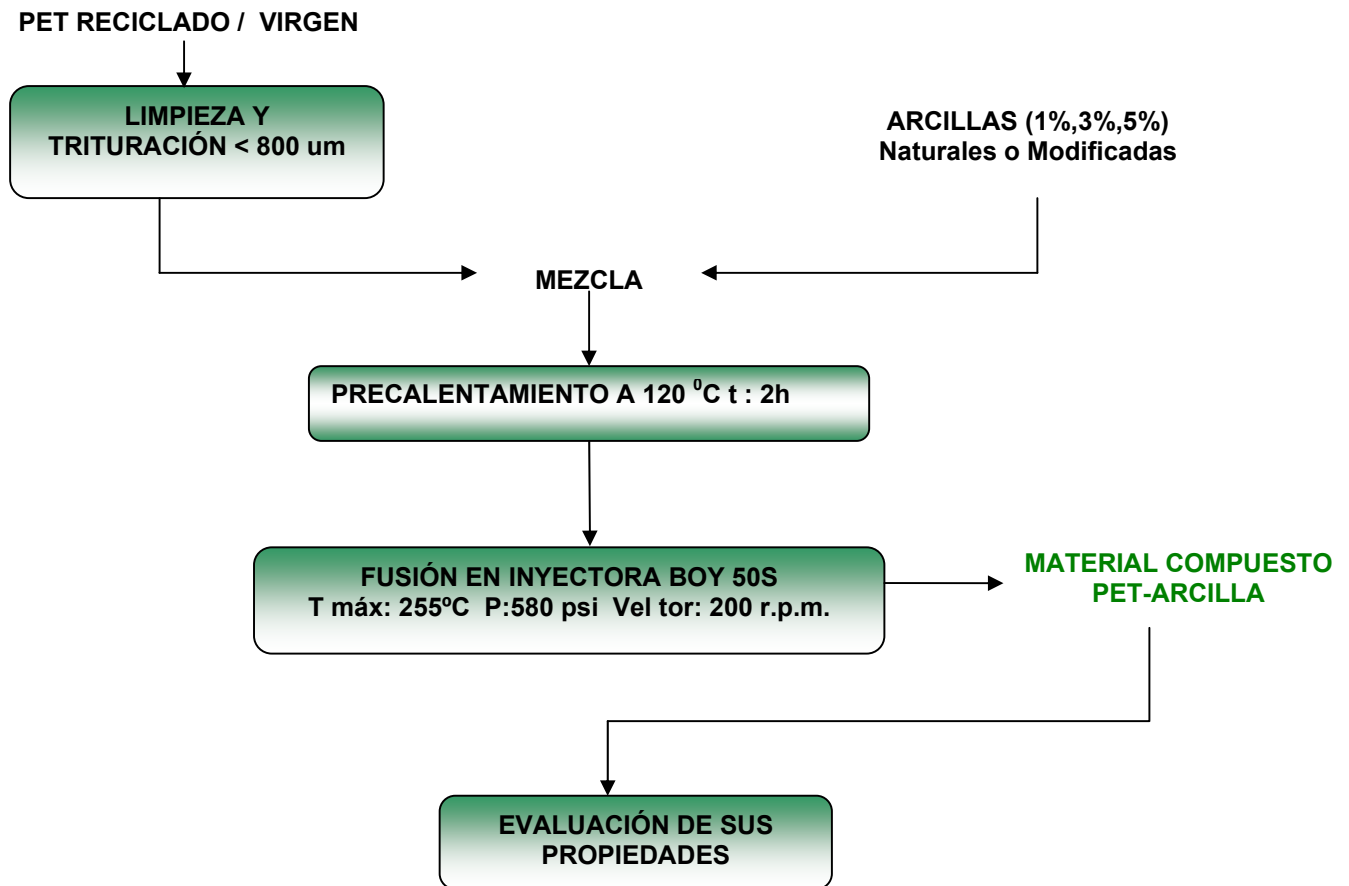 PET RECICLADO / VIRGEN
LIMPIEZA Y
TRITURACIÓN < 800 um
ARCILLAS (1%,3%,5%)
Naturales o Modificadas
MEZCLA
PRECALENTAMIENTO A 120 ⁰C t : 2h
FUSIÓN EN INYECTORA BOY 50S
T máx: 255ºC P:580 psi Vel tor: 200 r.p.m.
MATERIAL COMPUESTO
PET-ARCILLA
EVALUACIÓN DE SUS
PROPIEDADES